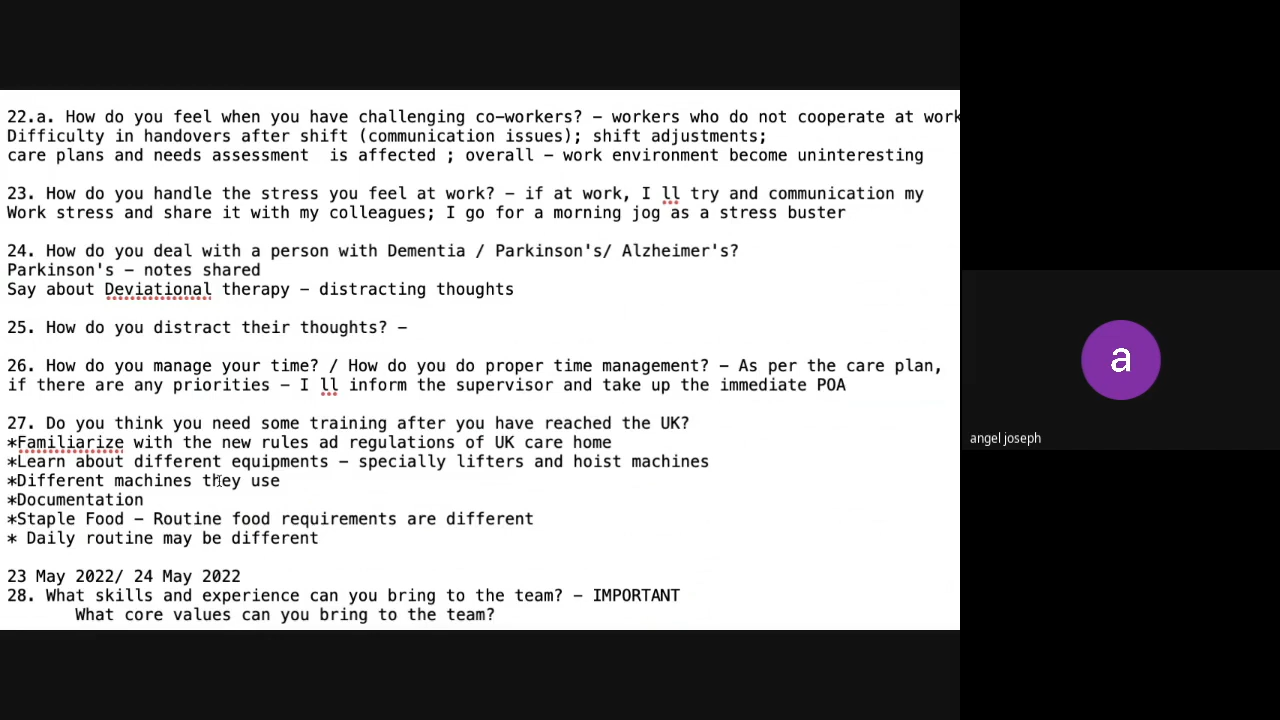 22.a. How do you feel when you have challenging co-workers? – workers who do not cooperate at work
Difficulty in handovers after shift (communication issues); shift adjustments;
care plans and needs assessment  is affected ; overall – work environment become uninteresting
23. How do you handle the stress you feel at work? – if at work, I ll try and communication my
Work stress and share it with my colleagues; I go for a morning jog as a stress buster
24. How do you deal with a person with Dementia / Parkinson's/ Alzheimer's?
Parkinson's – notes shared
Say about Deviational therapy – distracting thoughts
25. How do you distract their thoughts? –
26. How do you manage your time? / How do you do proper time management? – As per the care plan,
if there are any priorities – I ll inform the supervisor and take up the immediate POA
27. Do you think you need some training after you have reached the UK?
*Familiarize with the new rules ad regulations of UK care home
*Learn about different equipments – specially lifters and hoist machines
*Different machines they use
*Documentation
*Staple Food – Routine food requirements are different
* Daily routine may be different
23 May 2022/ 24 May 2022
28. What skills and experience can you bring to the team? – IMPORTANT
What core values can you bring to the team?
a
angel joseph